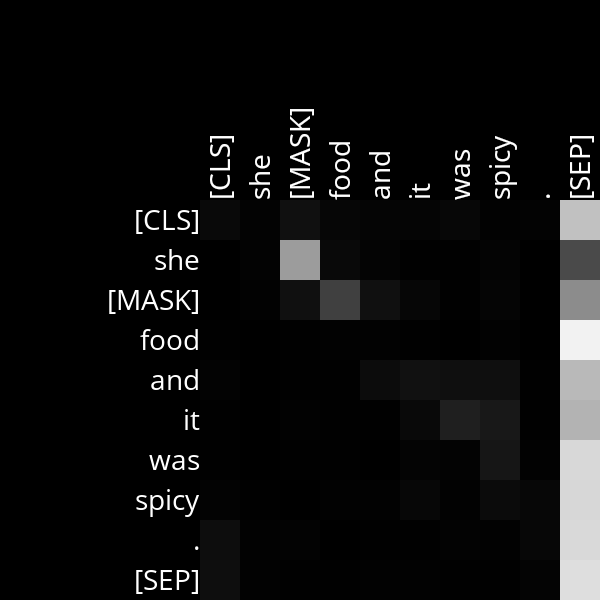 [CLS] she [MASK] food and it was spicy . [SEP]
[CLS]
she
[MASK]
food
and
it
was
spicy
.
[SEP]